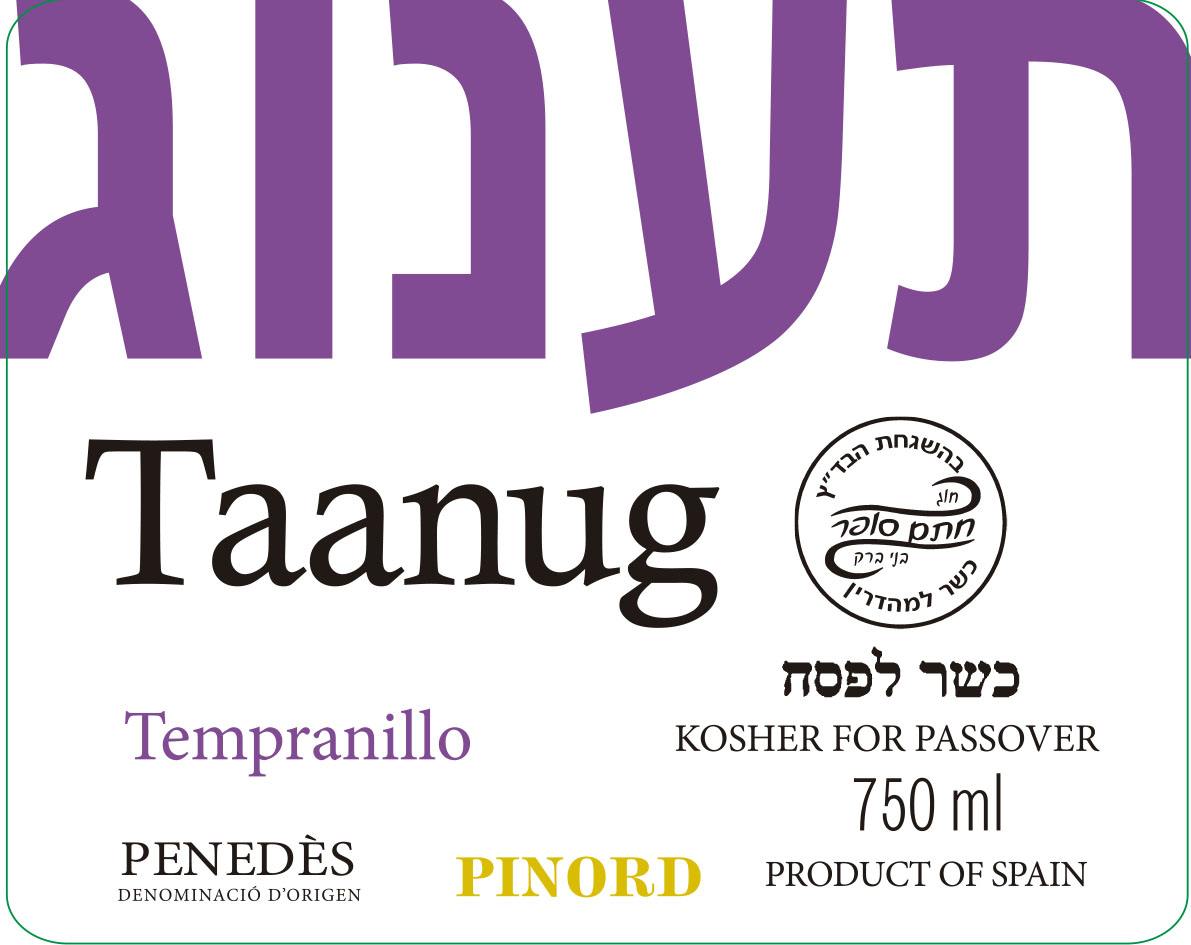 תענוג
Taanug
בהשגחת הבד״ץ
חוג
חתם סופר
בני ברק
כשר למהדרין
כשר לפסח
Tempranillo
KOSHER FOR PASSOVER
750 ml
PENEDÈS
DENOMINACIÓ D'ORIGEN
PINORD
PRODUCT OF SPAIN